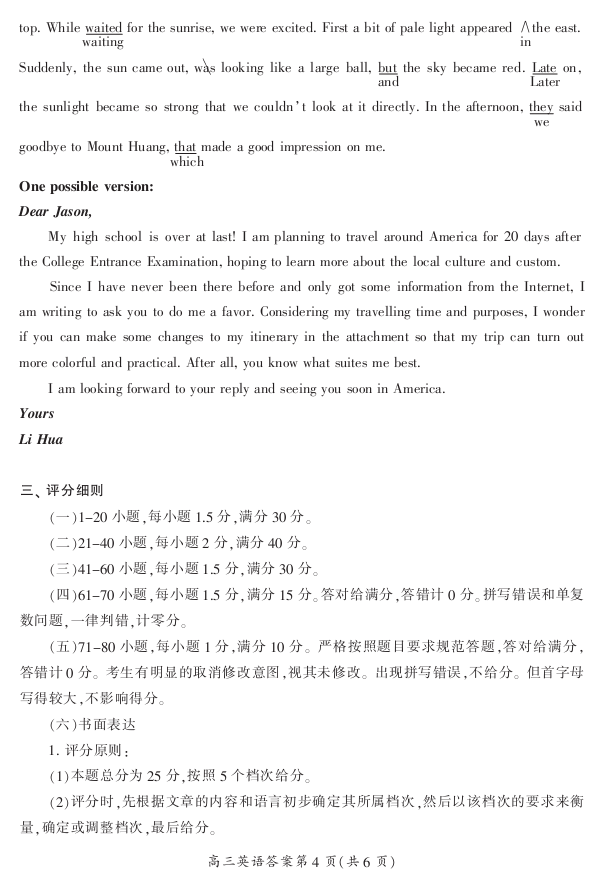 top. While waited for the sunrise, we were excited. First a bit of pale light appeared ∧ the east.
waiting in
Suddenly, the sun came out, was looking like a large ball, but the sky became red. Late on,
and Later
the sunlight became so strong that we couldn't look at it directly. In the afternoon, they said
we
goodbye to Mount Huang, that made a good impression on me.
which
One possible version:
Dear Jason,
My high school is over at last! I am planning to travel around America for 20 days after
the College Entrance Examination, hoping to learn more about the local culture and custom.
Since I have never been there before and only got some information from the Internet, I
am writing to ask you to do me a favor. Considering my travelling time and purposes, I wonder
if you can make some changes to my itinerary in the attachment so that my trip can turn out
more colorful and practical. After all, you know what suites me best.
I am looking forward to your reply and seeing you soon in America.
Yours
Li Hua
三、评分细则
(一)1-20 小题,每小题 1.5 分,满分 30 分。
(二)21-40 小题,每小题 2 分,满分 40 分。
(三)41-60 小题,每小题 1.5 分,满分 30 分。
(四)61-70 小题,每小题 1.5 分,满分 15 分。答对给满分,答错计 0 分。拼写错误和单复
数问题,一律判错,计零分。
(五)71-80 小题,每小题 1 分,满分 10 分。严格按照题目要求规范答题,答对给满分,
答错计 0 分。考生有明显的取消修改意图,视其未修改。出现拼写错误,不给分。但首字母
写得较大,不影响得分。
(六)书面表达
1. 评分原则:
(1)本题总分为 25 分,按照 5 个档次给分。
(2)评分时,先根据文章的内容和语言初步确定其所属档次,然后以该档次的要求来衡
量,确定或调整档次,最后给分。
高三英语答案第 4 页(共 6 页)